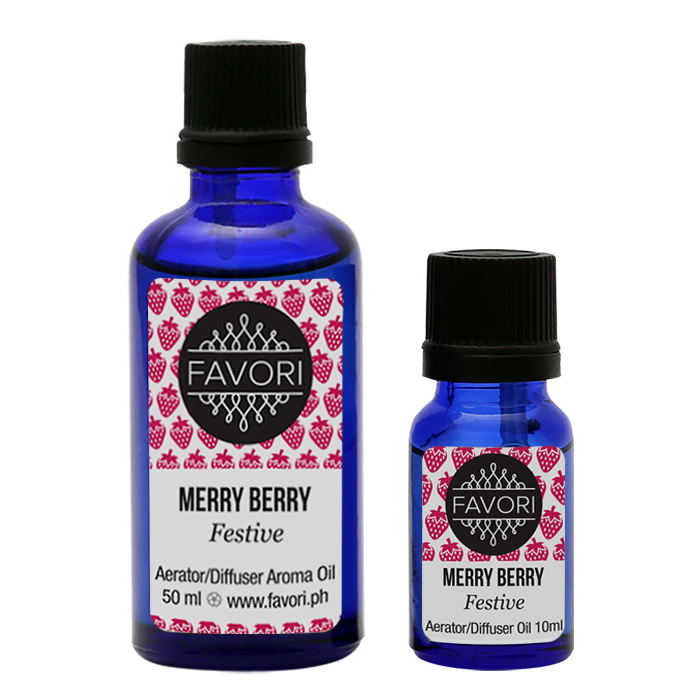 FAVORI
MERRY BERRY
Festive
Aerator/Diffuser Aroma Oil
50 ml www.favori.ph
FAVORI
MERRY BERRY
Festive
Aerator/Diffuser Oil 10ml